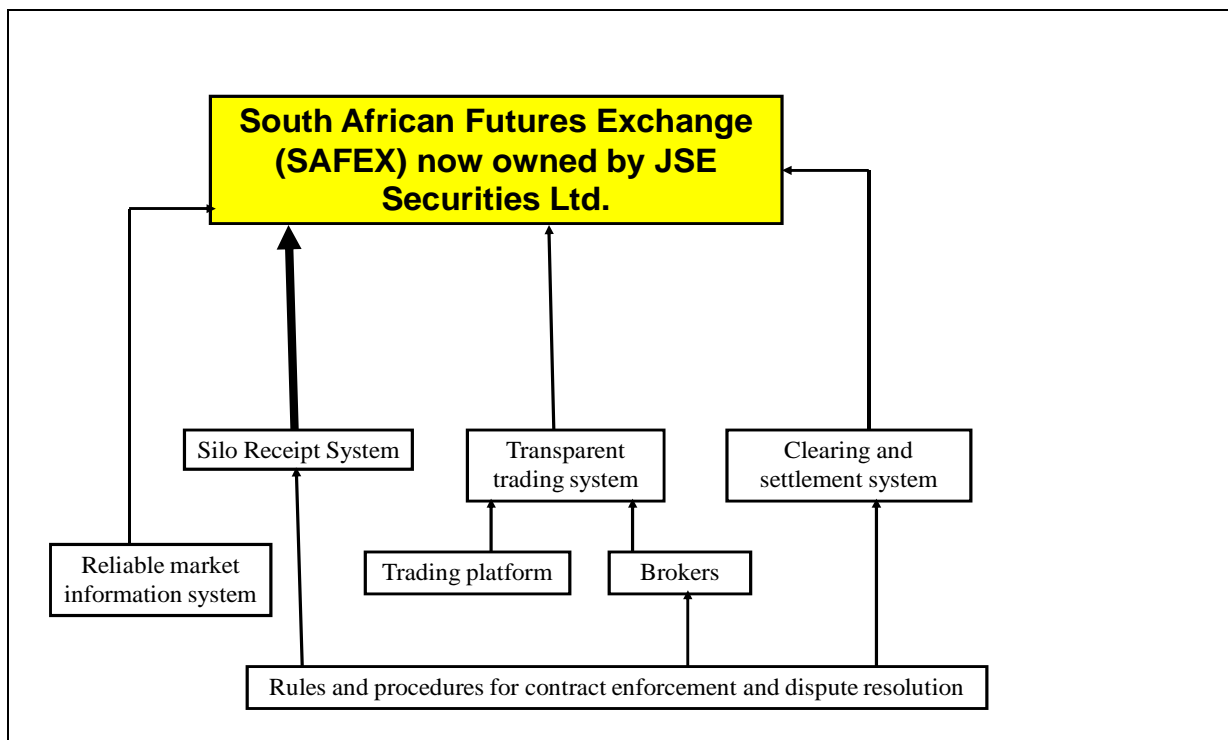 South African Futures Exchange
(SAFEX) now owned by JSE
Securities Ltd.
Silo Receipt System
Transparent
trading system
Clearing and
settlement system
Reliable market
information system
Trading platform
Brokers
Rules and procedures for contract enforcement and dispute resolution